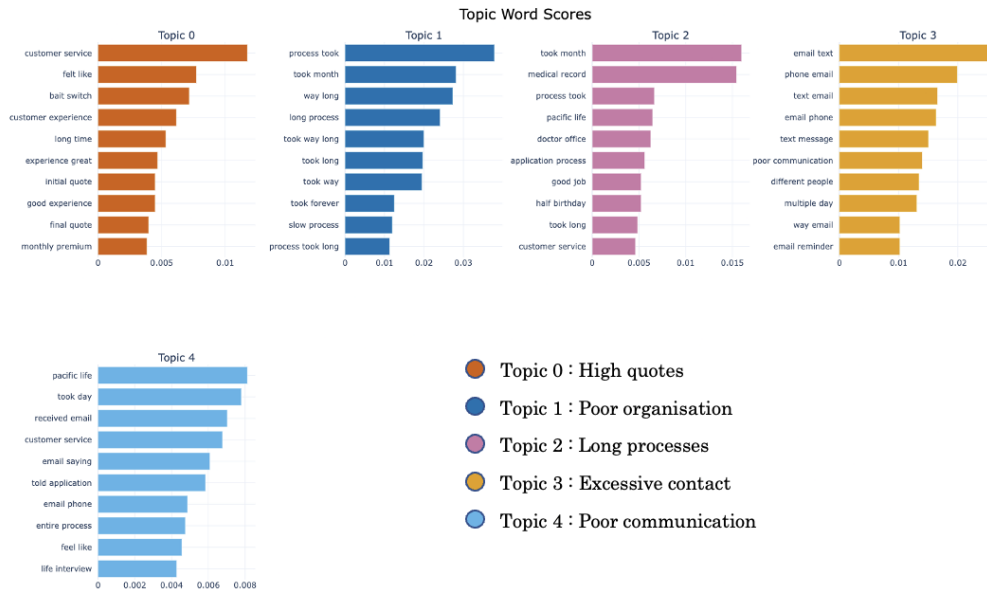 Topic Word Scores
Topic 0
customer service
felt like
bait switch
customer experience
long time
experience great
initial quote
good experience
final quote
monthly premium
0 0.005 0.01
Topic 1
process took
took month
way long
long process
took way long
took long
took way
took forever
slow process
process took long
0 0.01 0.02 0.03
Topic 2
took month
medical record
process took
pacific life
doctor office
application process
good job
half birthday
took long
customer service
0 0.005 0.01 0.015
Topic 3
email text
phone email
text email
email phone
text message
poor communication
different people
multiple day
way email
email reminder
0 0.01 0.02
Topic 4
pacific life
took day
received email
customer service
email saying
told application
email phone
entire process
feel like
life interview
0 0.002 0.004 0.006 0.008
Topic 0 : High quotes
Topic 1 : Poor organisation
Topic 2 : Long processes
Topic 3 : Excessive contact
Topic 4 : Poor communication